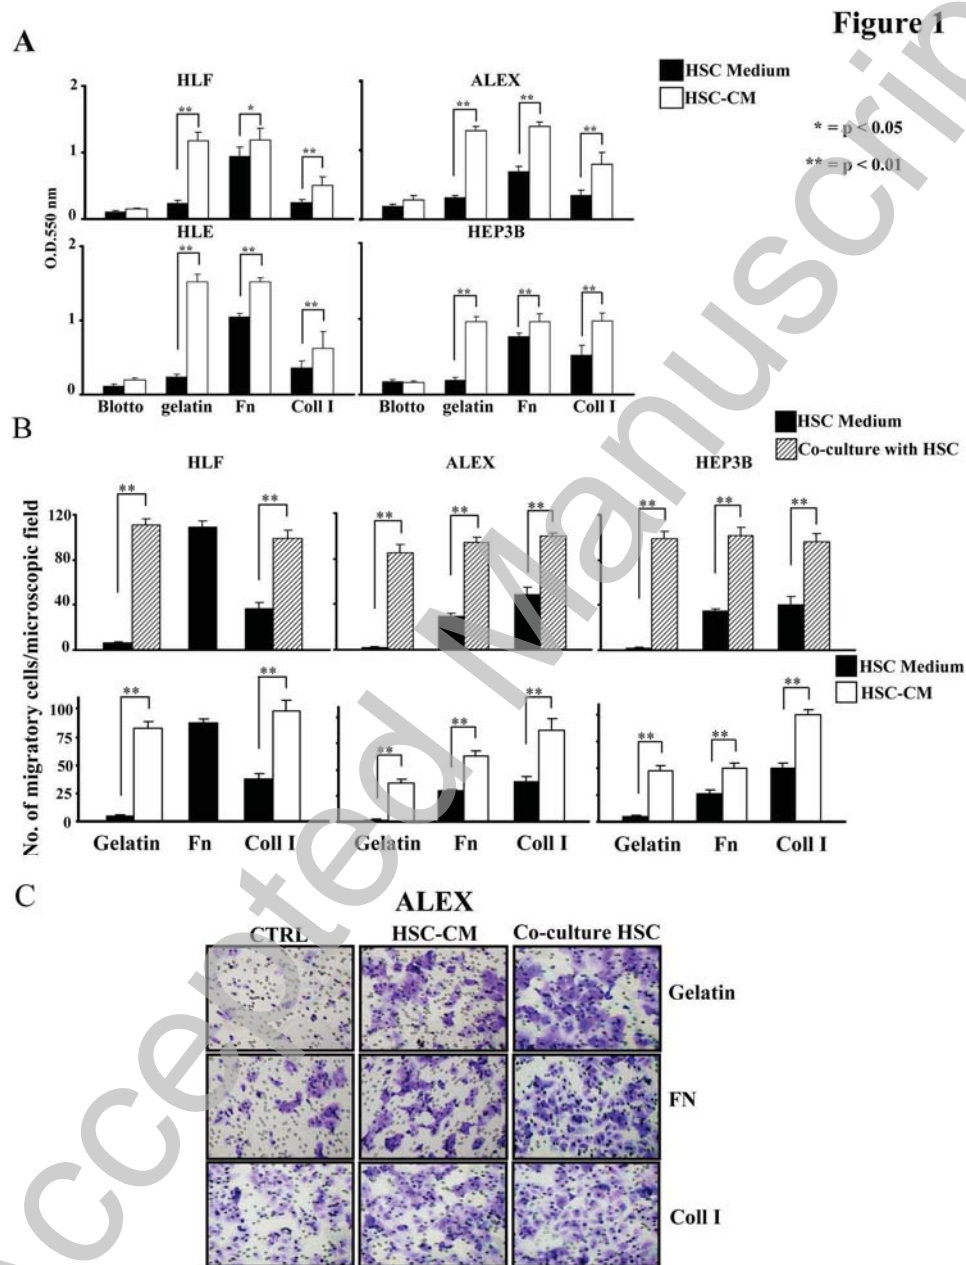 Figure 1
A
HSC Medium
HSC-CM
* = p < 0.05
** = p < 0.01
HLF
ALEX
2
1
0
** * **
** ** **
O.D.550 nm
HLE
HEP3B
2
1
0
** ** **
** ** **
Blotto gelatin Fn Coll I
Blotto gelatin Fn Coll I
B
HSC Medium
Co-culture with HSC
HLF
ALEX
HEP3B
No. of migratory cells/microscopic field
120
80
40
0
** **
** ** **
** ** **
HSC Medium
HSC-CM
100
75
50
25
0
** **
** ** **
** ** **
Gelatin Fn Coll I
Gelatin Fn Coll I
Gelatin Fn Coll I
C
ALEX
CTRL HSC-CM Co-culture HSC
Gelatin
FN
Coll I
Accepted Manuscrip